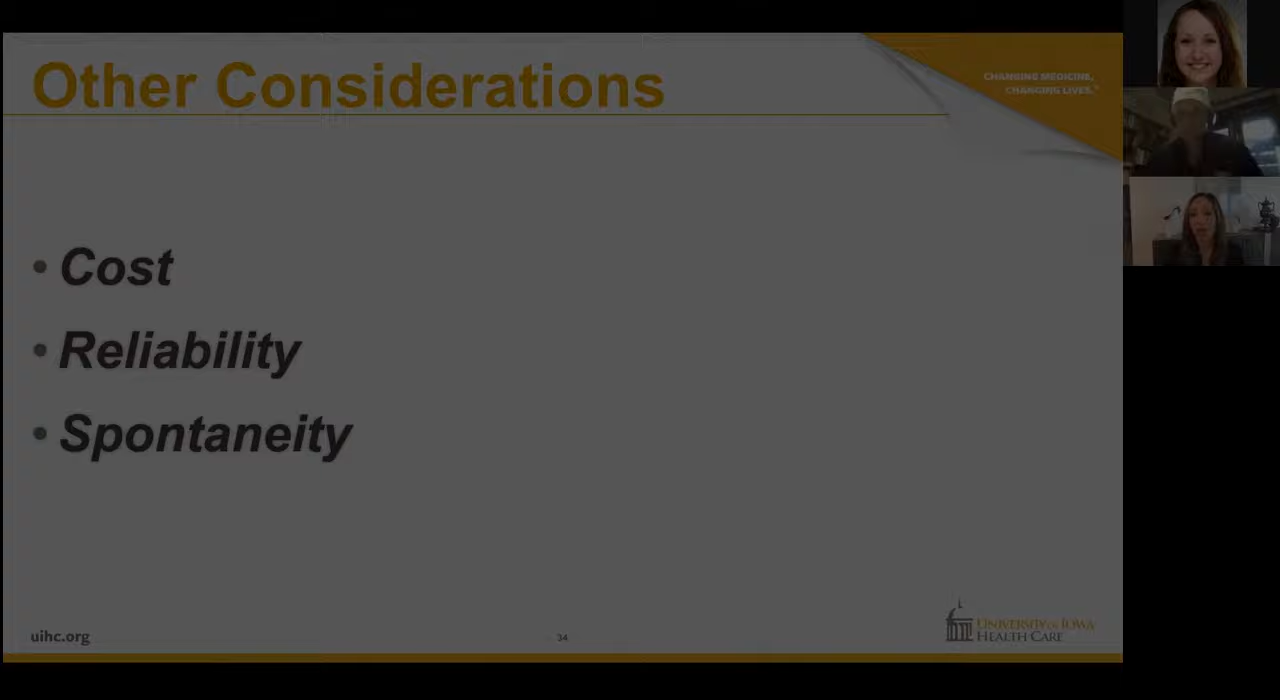 Other Considerations
CHANGING MEDICINE.
CHANGING LIVES.®
• Cost
• Reliability
• Spontaneity
uihc.org
34
UNIVERSITY OF IOWA
HEALTH CARE